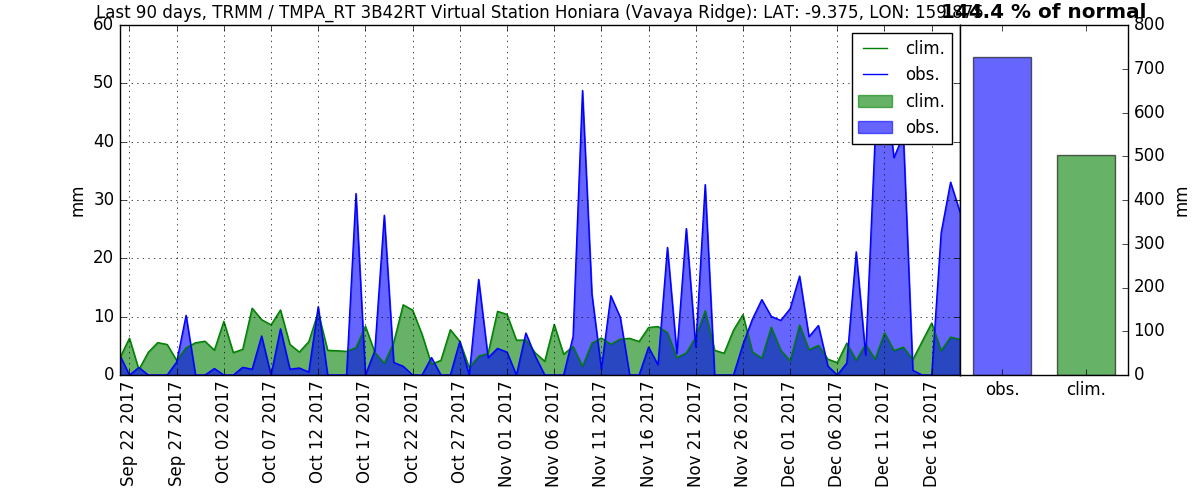 Last 90 days, TRMM / TMPA_RT 3B42RT Virtual Station Honiara (Vavaya Ridge): LAT: -9.375, LON:
144.4 % of normal
60
50
40
30
20
10
0
mm
clim.
obs.
clim.
obs.
800
700
600
500
400
300
200
100
0
mm
obs.
clim.
Sep 22 2017
Sep 27 2017
Oct 02 2017
Oct 07 2017
Oct 12 2017
Oct 17 2017
Oct 22 2017
Oct 27 2017
Nov 01 2017
Nov 06 2017
Nov 11 2017
Nov 16 2017
Nov 21 2017
Nov 26 2017
Dec 01 2017
Dec 06 2017
Dec 11 2017
Dec 16 2017